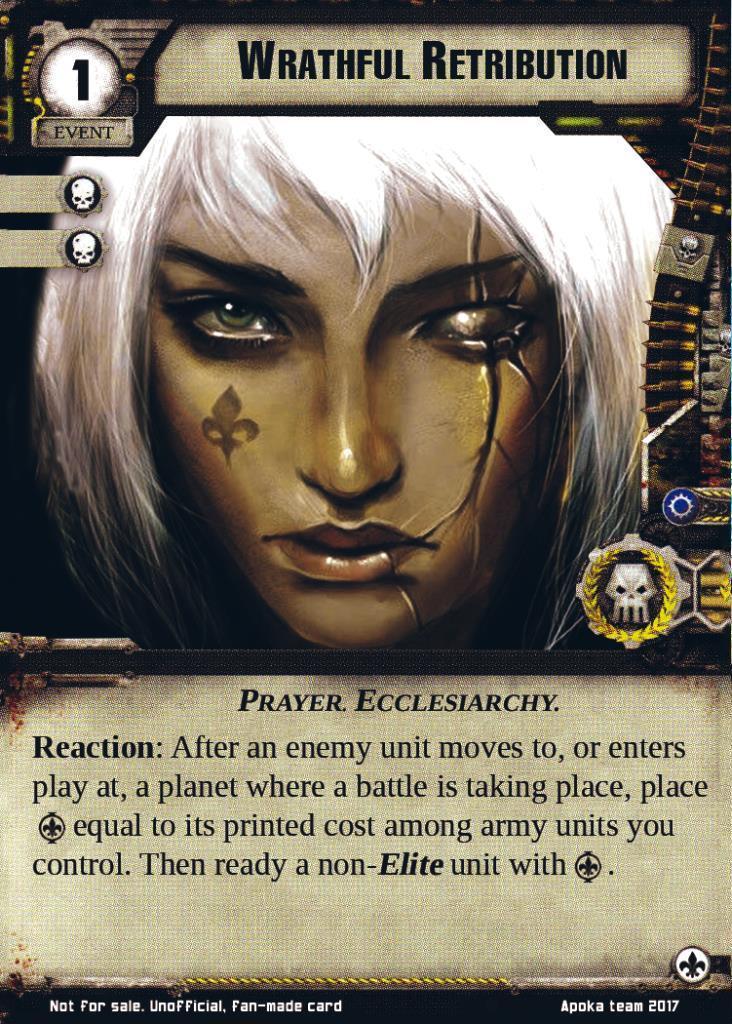 1
WRATHFUL RETRIBUTION
EVENT
PRAYER. ECCLESIARCHY.
Reaction: After an enemy unit moves to, or enters
play at, a planet where a battle is taking place, place
equal to its printed cost among army units you
control. Then ready a non-Elite unit with .
Not for sale. Unofficial, fan-made card
Apoka team 2017